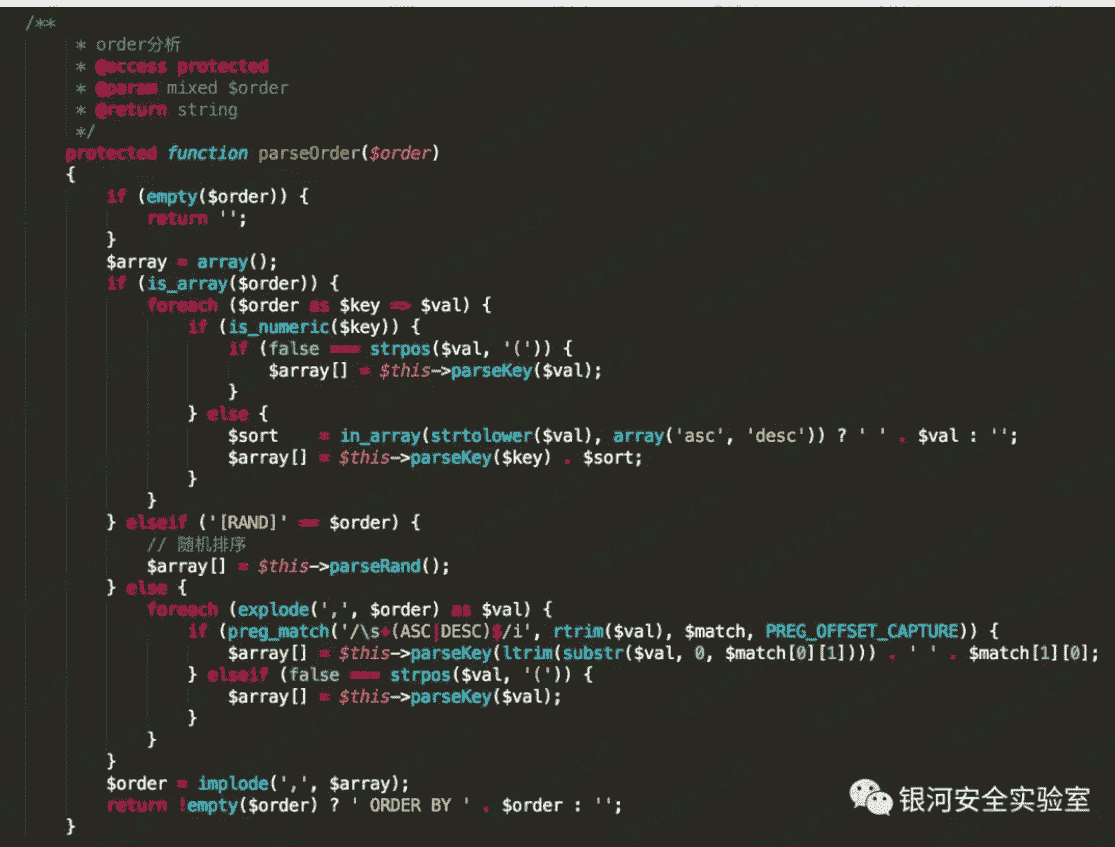 /**
* order分析
* @access protected
* @param mixed $order
* @return string
*/
protected function parseOrder($order)
{
if (empty($order)) {
return '';
}
$array = array();
if (is_array($order)) {
foreach ($order as $key => $val) {
if (is_numeric($key)) {
if (false === strpos($val, '(')) {
$array[] = $this->parseKey($val);
}
} else {
$sort = in_array(strtolower($val), array('asc', 'desc')) ? ' ' . $val : '';
$array[] = $this->parseKey($key) . $sort;
}
}
} elseif ('[RAND]' == $order) {
// 随机排序
$array[] = $this->parseRand();
} else {
foreach (explode(',', $order) as $val) {
if (preg_match('/\s+(ASC|DESC)$/i', rtrim($val), $match, PREG_OFFSET_CAPTURE)) {
$array[] = $this->parseKey(ltrim(substr($val, 0, $match[0][1]))) . ' ' . $match[1][0];
} elseif (false === strpos($val, '(')) {
$array[] = $this->parseKey($val);
}
}
}
$order = implode(',', $array);
return !empty($order) ? ' ORDER BY ' . $order : '';
}
银河安全实验室